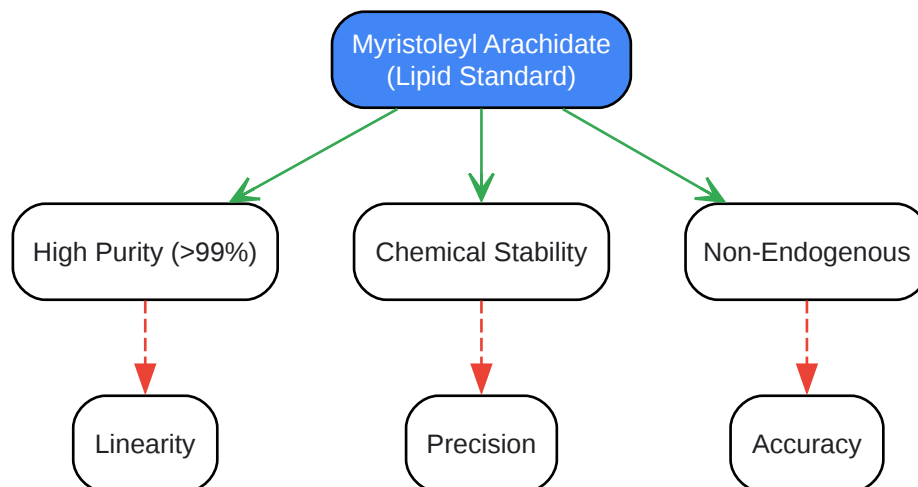 Myristoleyl Arachidate
(Lipid Standard)
High Purity (>99%)
Chemical Stability
Non-Endogenous
Linearity
Precision
Accuracy